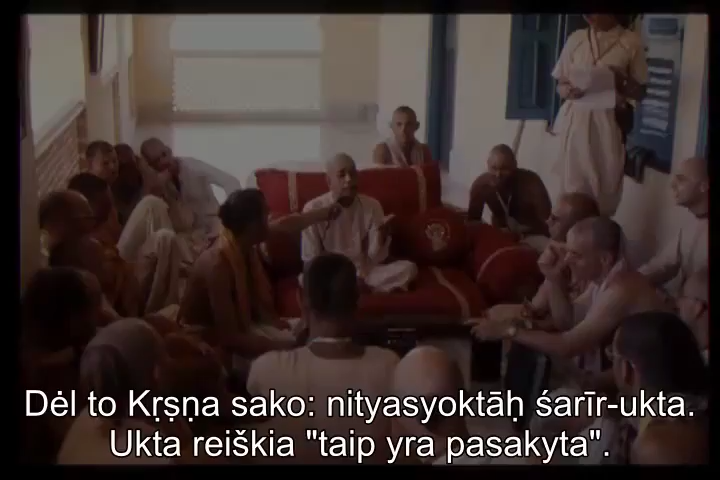 Dėl to Kṛṣṇa sako: nityasyoktāḥ śarīr-ukta.
Ukta reiškia "taip yra pasakyta".